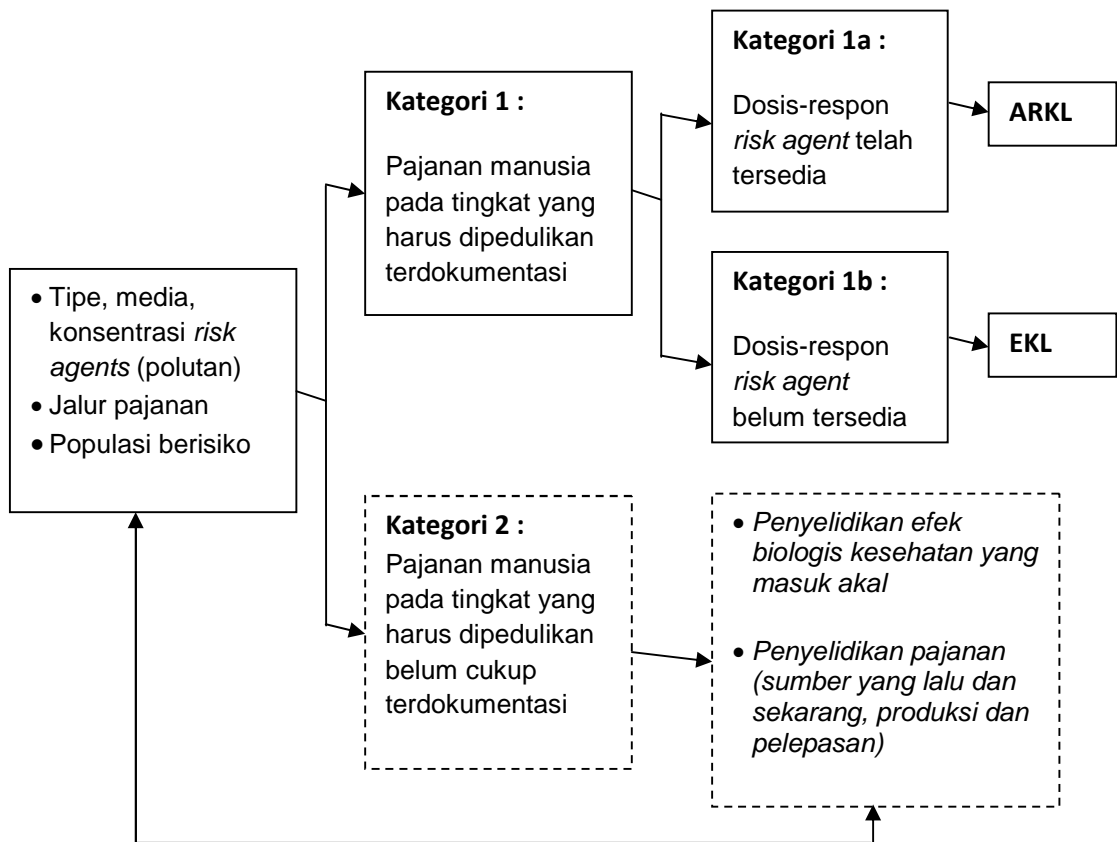 • Tipe, media,
konsentrasi risk
agents (polutan)
• Jalur pajanan
• Populasi berisiko
Kategori 1 :
Pajanan manusia
pada tingkat yang
harus dipedulikan
terdokumentasi
Kategori 1a :
Dosis-respon
risk agent telah
tersedia
ARKL
Kategori 1b :
Dosis-respon
risk agent
belum tersedia
EKL
Kategori 2 :
Pajanan manusia
pada tingkat yang
harus dipedulikan
belum cukup
terdokumentasi
• Penyelidikan efek
biologis kesehatan yang
masuk akal
• Penyelidikan pajanan
(sumber yang lalu dan
sekarang, produksi dan
pelepasan)